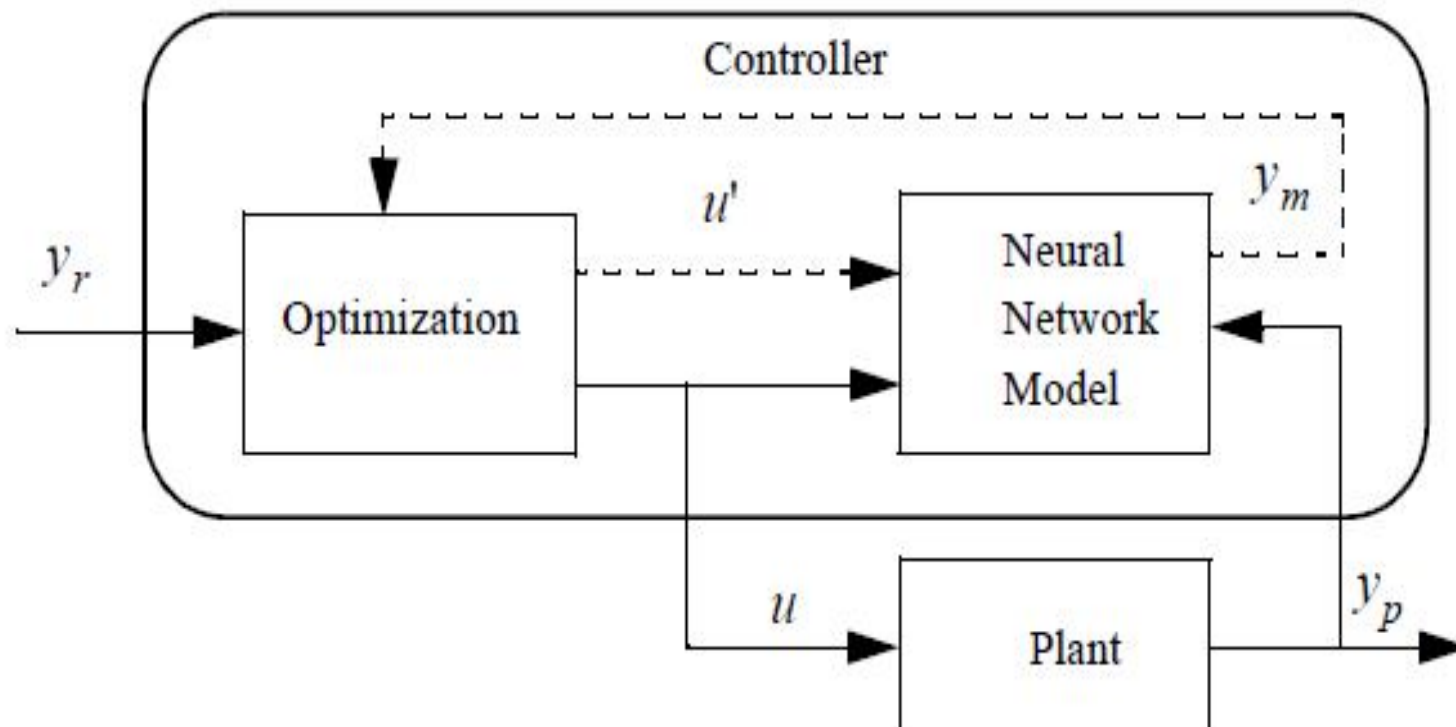 Controller
u'
y_m
y_r
Optimization
Neural
Network
Model
u
y_p
Plant